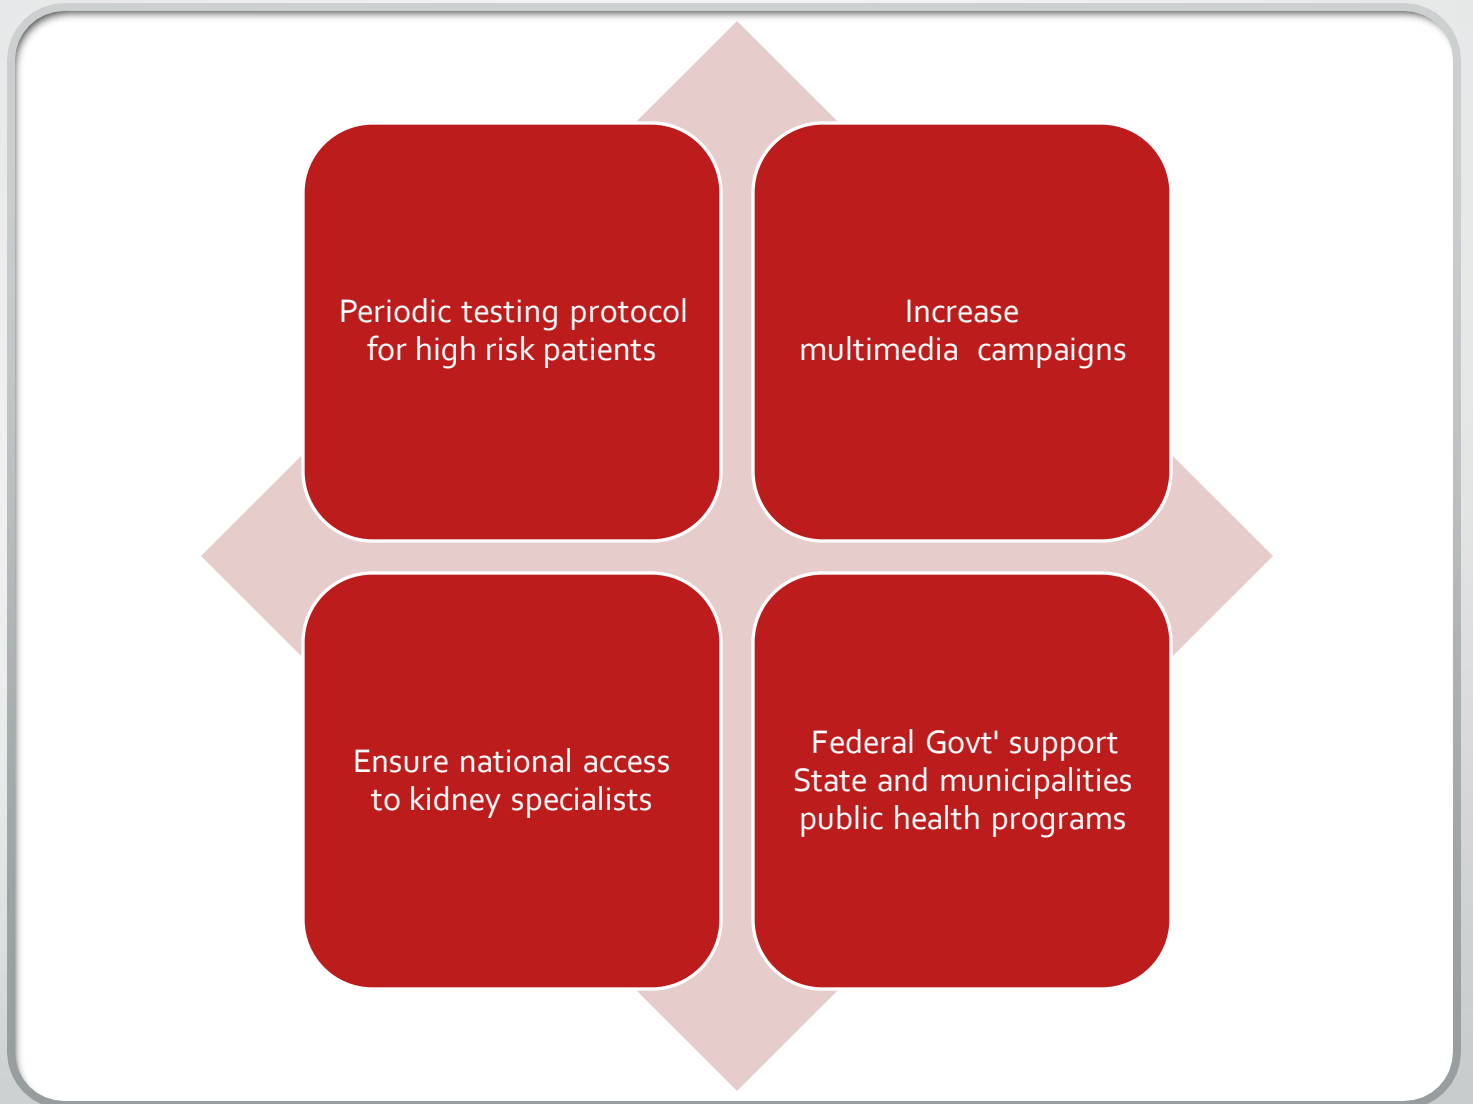 Periodic testing protocol
for high risk patients
Increase
multimedia  campaigns
Ensure national access
to kidney specialists
Federal Govt' support
State and municipalities
public health programs